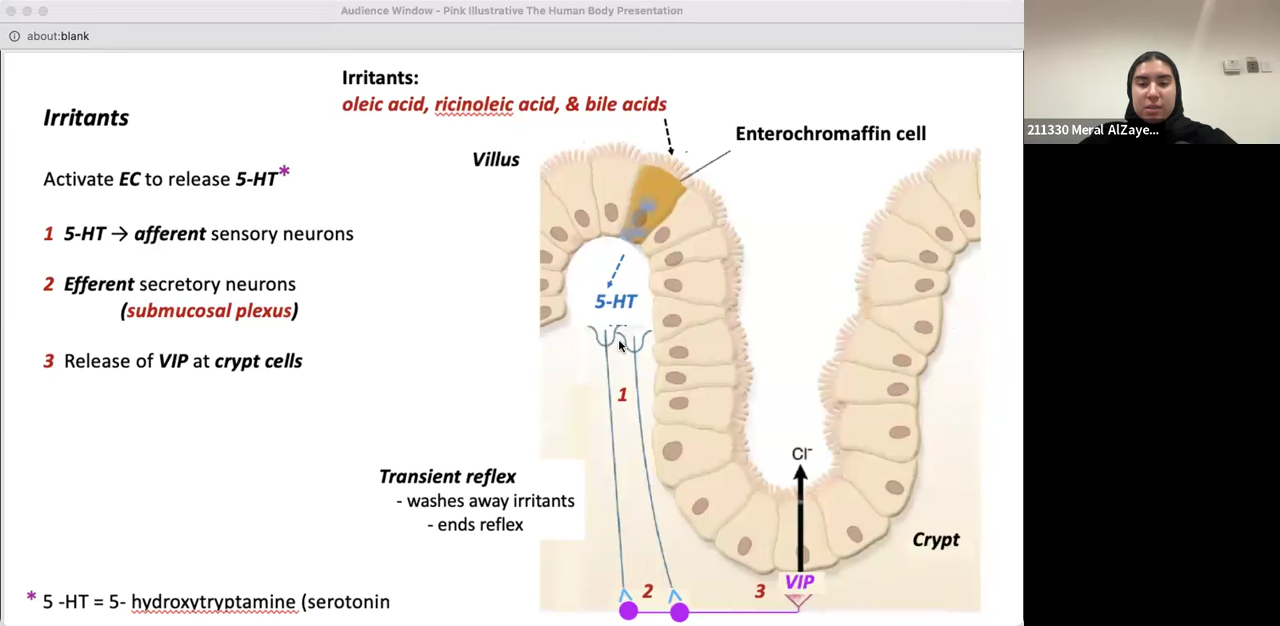 Audience Window - Pink Illustrative The Human Body Presentation
about:blank
Irritants:
oleic acid, ricinoleic acid, & bile acids
Irritants
Enterochromaffin cell
Villus
Activate EC to release 5-HT*
1 5-HT → afferent sensory neurons
2 Efferent secretory neurons
(submucosal plexus)
3 Release of VIP at crypt cells
5-HT
1
Cl-
Transient reflex
- washes away irritants
- ends reflex
Crypt
VIP
2
3
* 5 -HT = 5- hydroxytryptamine (serotonin
211330 Meral AlZaye...